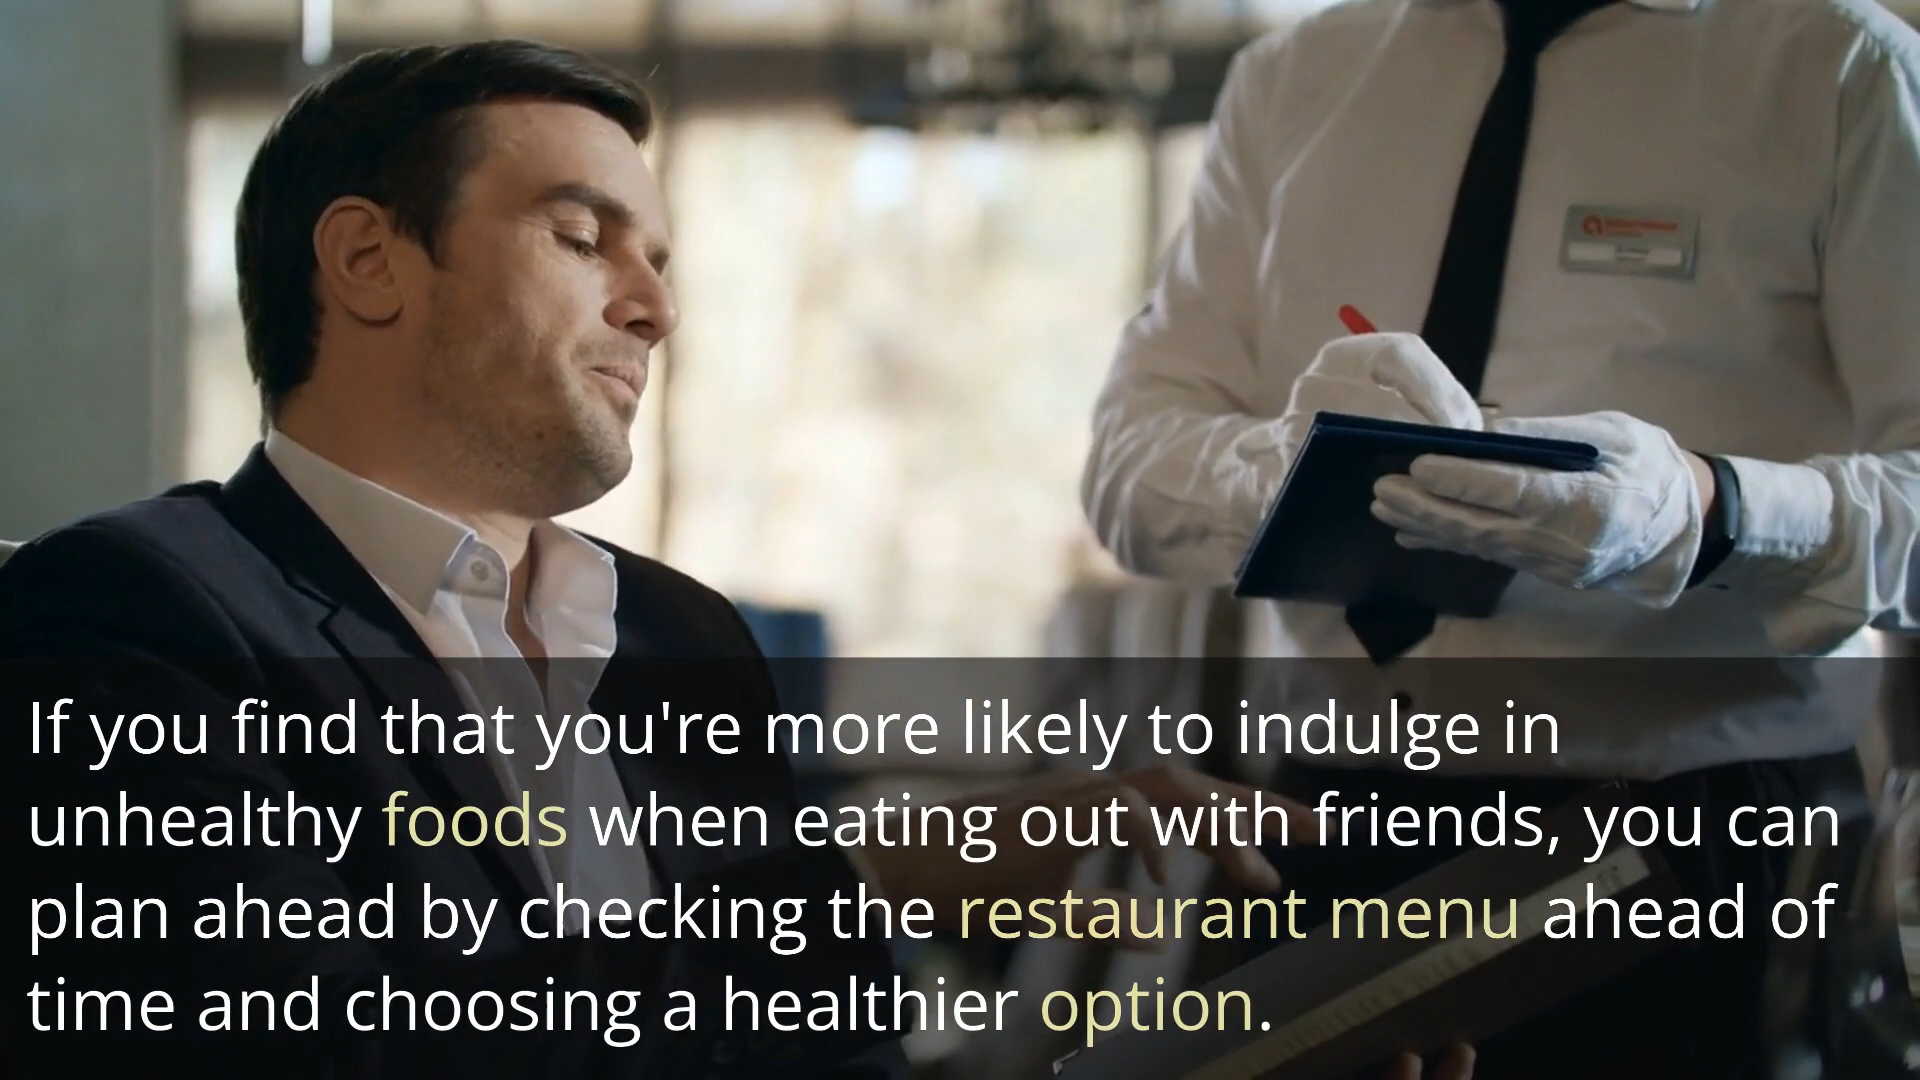 If you find that you're more likely to indulge in
unhealthy foods when eating out with friends, you can
plan ahead by checking the restaurant menu ahead of
time and choosing a healthier option.